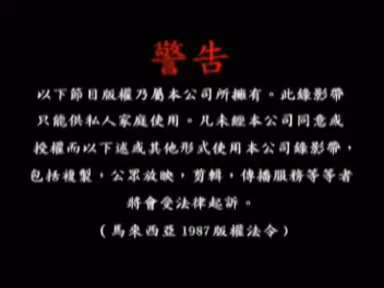 警告
以下節目版權乃屬本公司所擁有。此錄影帶
只能供私人家庭使用。凡未經本公司同意或
授權而以下述或其他形式使用本公司錄影帶，
包括複製，公眾放映，剪輯，傳播服務等等者
將會受法律起訴。
（馬來西亞1987版權法令）